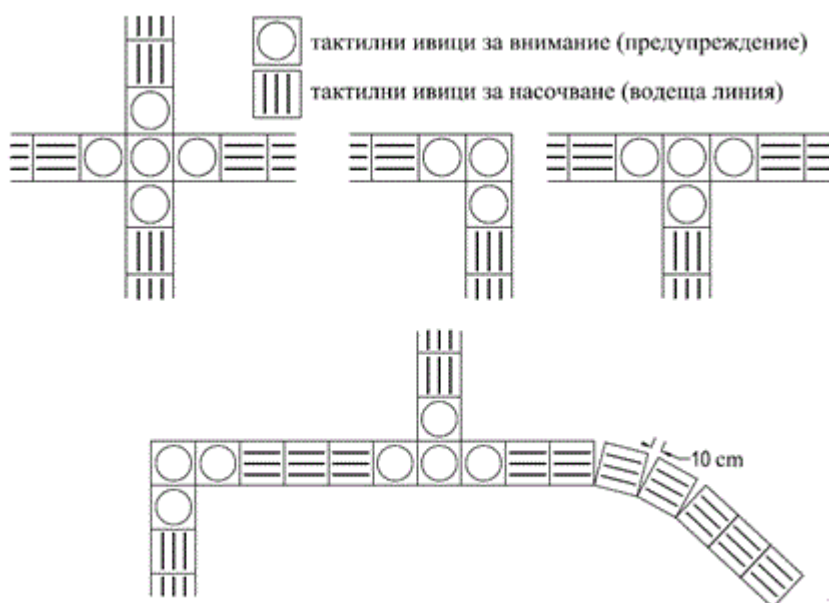 тактилни ивици за внимание (предупреждение)
тактилни ивици за насочване (водеща линия)
10 cm